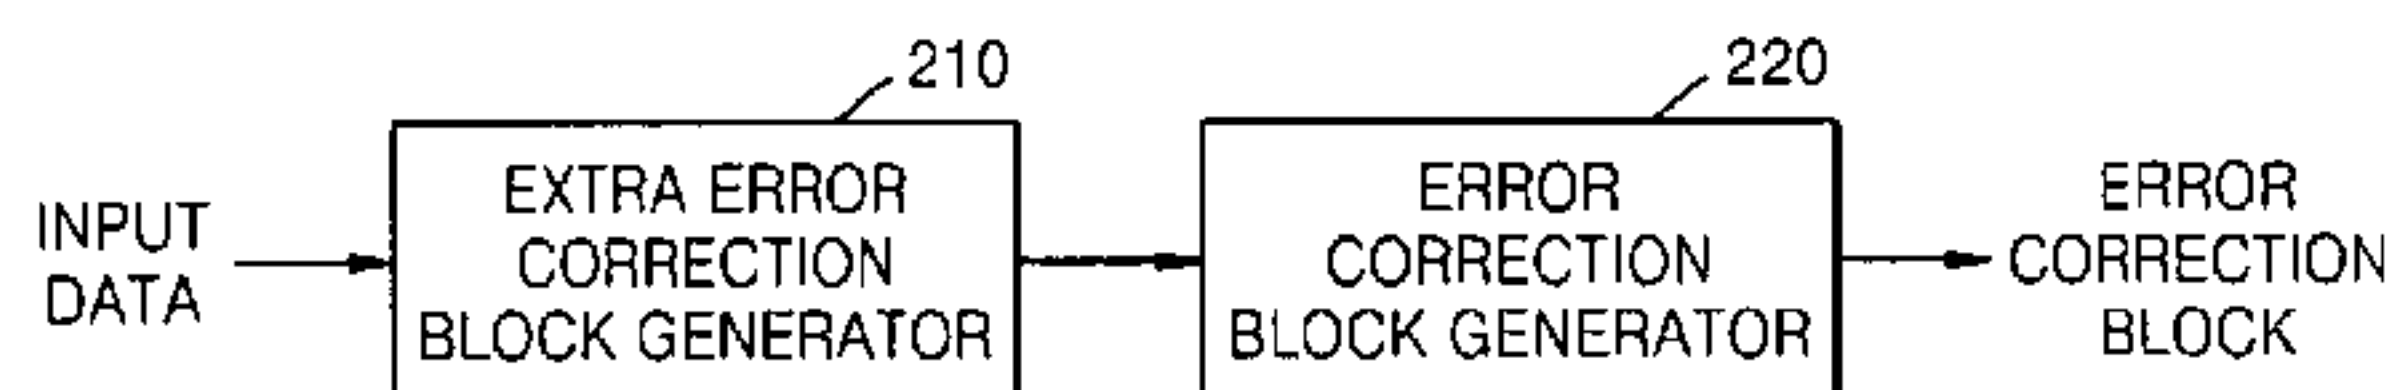 210
220
INPUT
DATA
EXTRA ERROR
CORRECTION
BLOCK GENERATOR
ERROR
CORRECTION
BLOCK GENERATOR
ERROR
CORRECTION
BLOCK